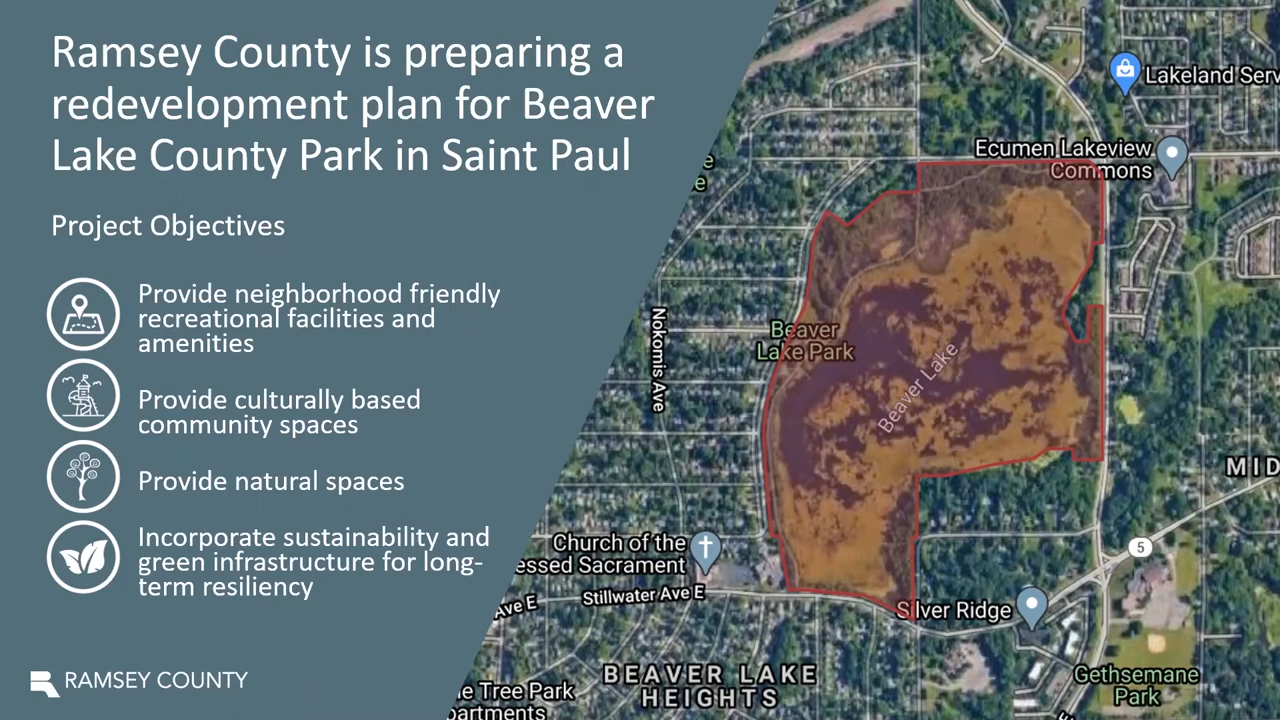 Ramsey County is preparing a
redevelopment plan for Beaver
Lake County Park in Saint Paul
Project Objectives
Provide neighborhood friendly
recreational facilities and
amenities
Provide culturally based
community spaces
Provide natural spaces
Incorporate sustainability and
green infrastructure for long-
term resiliency
RAMSEY COUNTY
Lakeland Serv
Ecumen Lakeview
Commons
Nokomis Ave
Beaver
Lake Park
Beaver Lake
MID
5
Church of the
essed Sacrament
Ave E
Stillwater Ave E
Silver Ridge
BEAVER LAKE
HEIGHTS
Gethsemane
Park
e Tree Park
partments